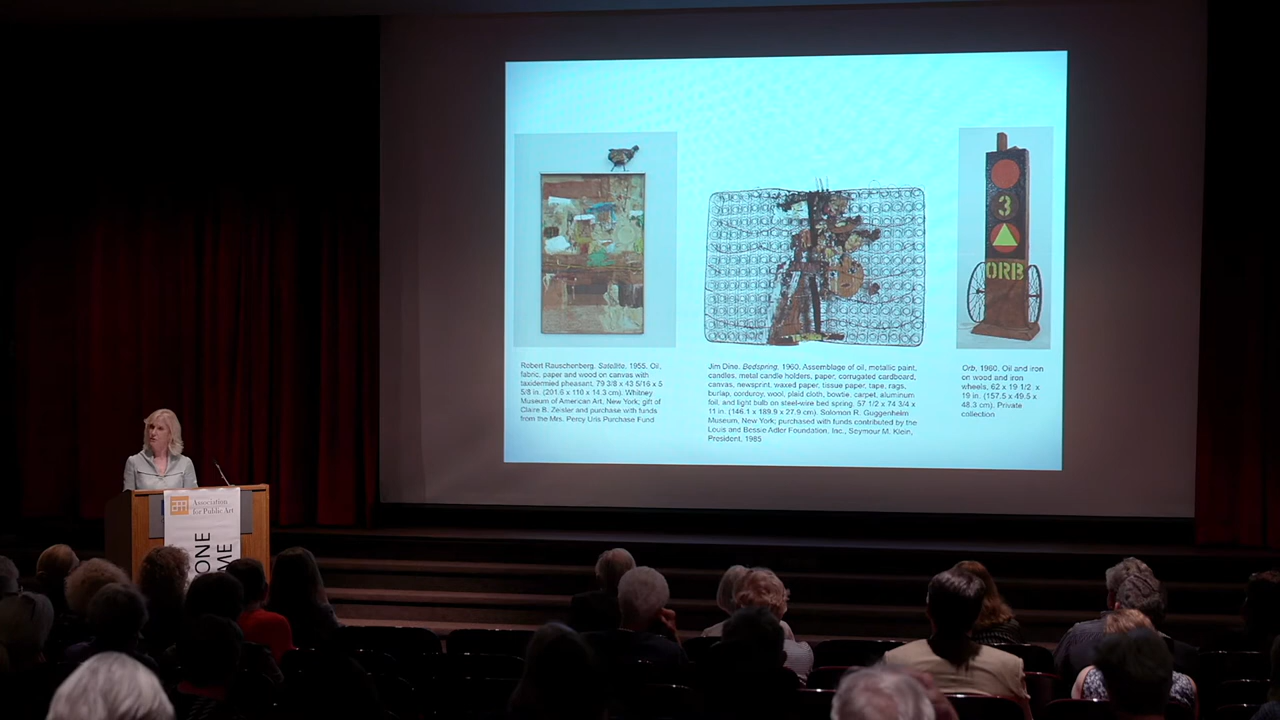 3
ORB
Robert Rauschenberg. Satellite, 1955. Oil,
fabric, paper and wood on canvas with
taxidermied pheasant, 79 3/8 x 43 5/16 x 5
5/8 in. (201.6 x 110 x 14.3 cm). Whitney
Museum of American Art, New York; gift of
Claire B. Zeisler and purchase with funds
from the Mrs. Percy Uris Purchase Fund
Jim Dine. Bedspring, 1960. Assemblage of oil, metallic paint,
candles, metal candle holders, paper, corrugated cardboard,
canvas, newsprint, waxed paper, tissue paper, tape, rags,
burlap, corduroy, wool, plaid cloth, bowtie, carpet, aluminum
foil, and light bulb on steel-wire bed spring. 57 1/2 x 74 3/4 x
11 in. (146.1 x 189.9 x 27.9 cm). Solomon R. Guggenheim
Museum, New York; purchased with funds contributed by the
Louis and Bessie Adler Foundation. Inc., Seymour M. Klein,
President, 1985
Orb, 1960. Oil and iron
on wood and iron
wheels, 62 x 19 1/2 x
19 in. (157.5 x 49.5 x
48.3 cm). Private
collection
Association
for Public Art
ONE
ME